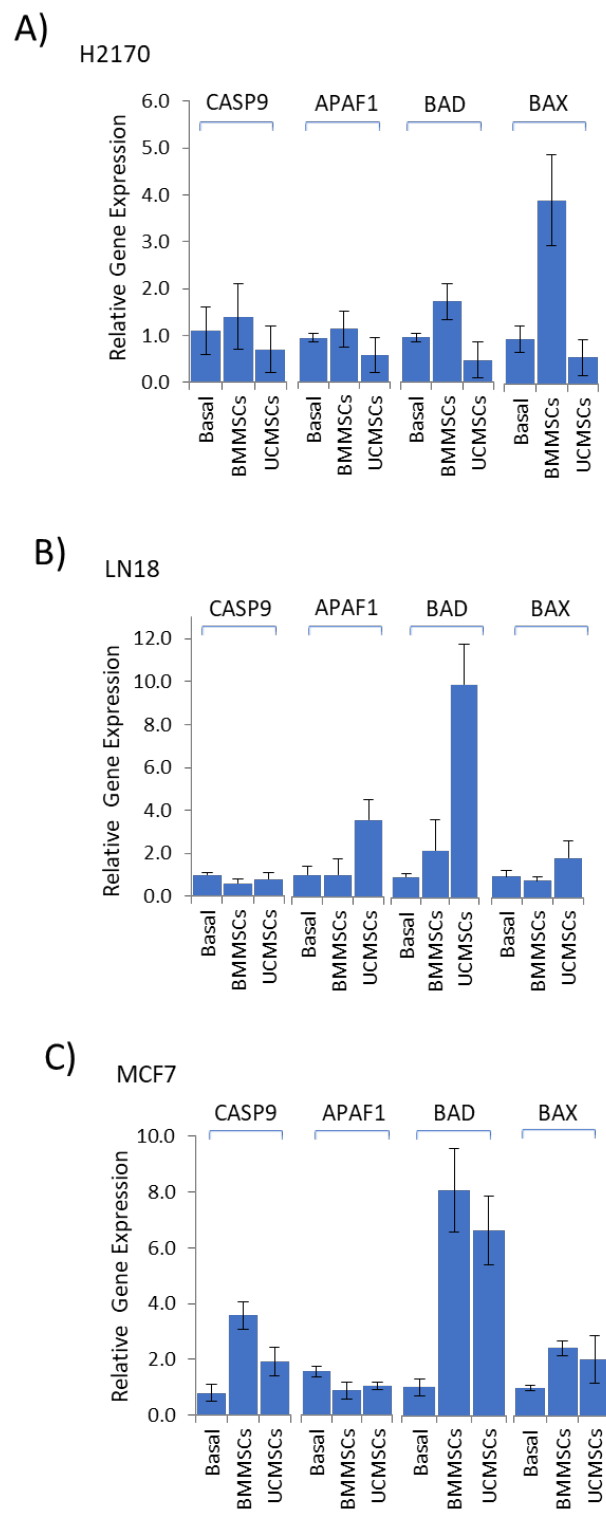 A)
H2170
CASP9 APAF1 BAD BAX
Relative Gene Expression
6.0
5.0
4.0
3.0
2.0
1.0
0.0
Basal BMMSCs UCMSCs Basal BMMSCs UCMSCs Basal BMMSCs UCMSCs Basal BMMSCs UCMSCs
B)
LN18
CASP9 APAF1 BAD BAX
Relative Gene Expression
12.0
10.0
8.0
6.0
4.0
2.0
0.0
Basal BMMSCs UCMSCs Basal BMMSCs UCMSCs Basal BMMSCs UCMSCs Basal BMMSCs UCMSCs
C)
MCF7
CASP9 APAF1 BAD BAX
Relative Gene Expression
10.0
8.0
6.0
4.0
2.0
0.0
Basal BMMSCs UCMSCs Basal BMMSCs UCMSCs Basal BMMSCs UCMSCs Basal BMMSCs UCMSCs